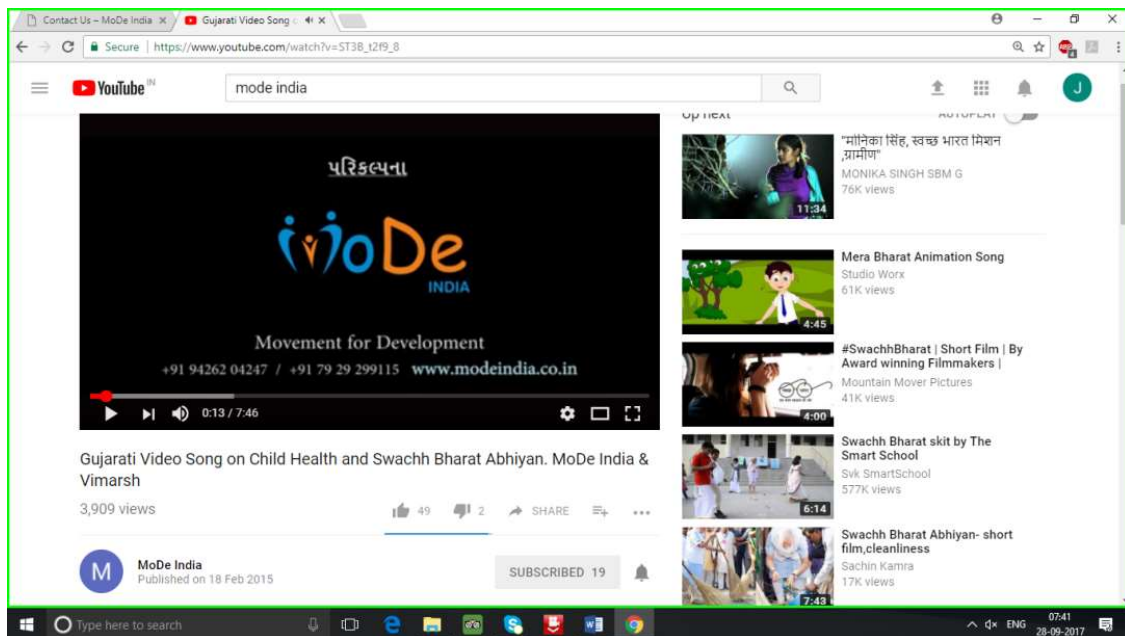 Contact Us – MoDe India
Gujarati Video Song c
Secure | https://www.youtube.com/watch?v=ST3B_t2f9_8
YouTube IN
mode india
J
પરિકલ્પના
MoDe
INDIA
Movement for Development
+91 94262 04247 / +91 79 29 299115 www.modeindia.co.in
0:13 / 7:46
Gujarati Video Song on Child Health and Swachh Bharat Abhiyan. MoDe India &
Vimarsh
3,909 views
49 2 SHARE
M
MoDe India
Published on 18 Feb 2015
SUBSCRIBED 19
Up next AUTOPLAY
11:34
"मोनिका सिंह, स्वच्छ भारत मिशन
,ग्रामीण"
MONIKA SINGH SBM G
76K views
4:45
Mera Bharat Animation Song
Studio Worx
61K views
4:00
#SwachhBharat | Short Film | By
Award winning Filmmakers |
Mountain Mover Pictures
41K views
6:14
Swachh Bharat skit by The
Smart School
Svk SmartSchool
577K views
7:43
Swachh Bharat Abhiyan- short
film,cleanliness
Sachin Kamra
17K views
Type here to search
ENG
07:41
28-09-2017